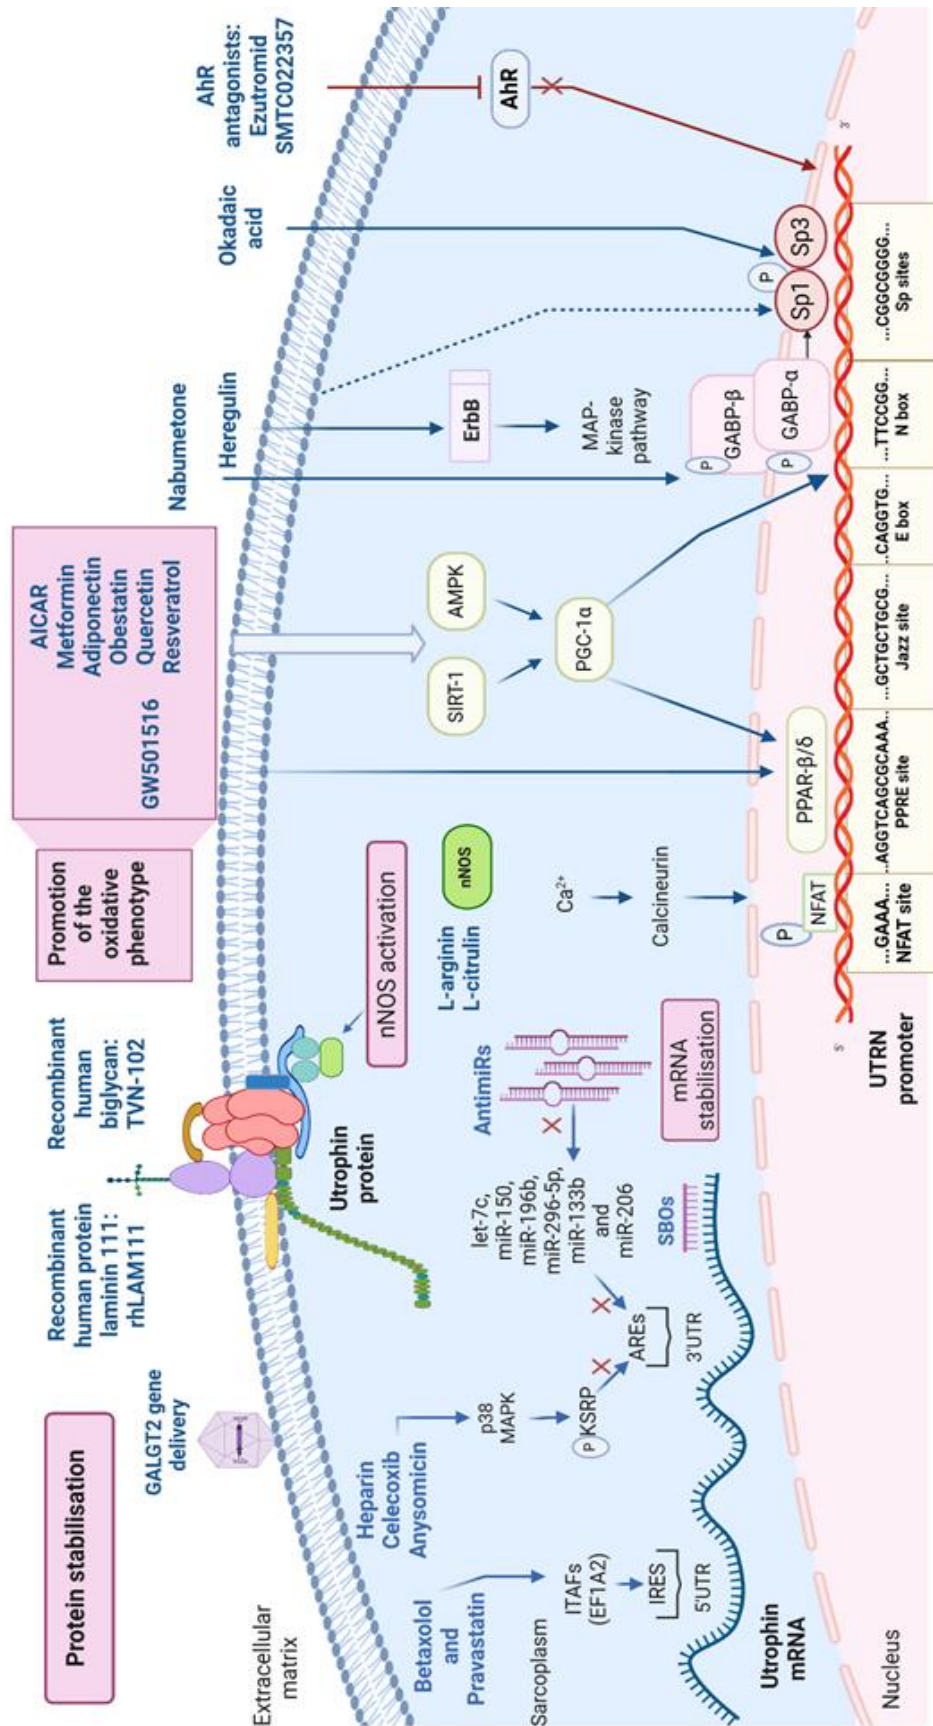 Protein stabilisation
GALGT2 gene
delivery
Recombinant
human protein
laminin 111:
rhLAM111
Recombinant
human
biglycan:
TVN-102
Promotion
of the
oxidative
phenotype
AICAR
Metformin
Adiponectin
Obestatin
Quercetin
Resveratrol
GW501516
Nabumetone
Heregulin
Okadaic
acid
AhR
antagonists:
Ezutromid
SMTC022357
Extracellular
matrix
Betaxolol
and
Pravastatin
Heparin
Celecoxib
Anysomicin
Utrophin
protein
nNOS activation
L-arginin
L-citrulin
nNOS
SIRT-1
AMPK
PGC-1α
ErbB
MAP-
kinase
pathway
AhR
Sarcoplasm
ITAFs
(EF1A2)
IRES
5'UTR
p38
MAPK
P
KSRP
AREs
3'UTR
let-7c,
miR-150,
miR-196b,
miR-296-5p,
miR-133b
and
miR-206
AntimiRs
mRNA
stabilisation
SBOs
Ca²⁺
Calcineurin
P
NFAT
PPAR-β/δ
P
GABP-β
P
GABP-α
P
Sp1
Sp3
Utrophin
mRNA
Nucleus
5'
3'
UTRN
promoter
...GAAA...
NFAT site
..AGGTCAGCGCAAA..
PPRE site
...GCTGCTGCG...
Jazz site
..CAGGTG...
E box
...TTCCGG...
N box
...CGGCGGGG...
Sp sites